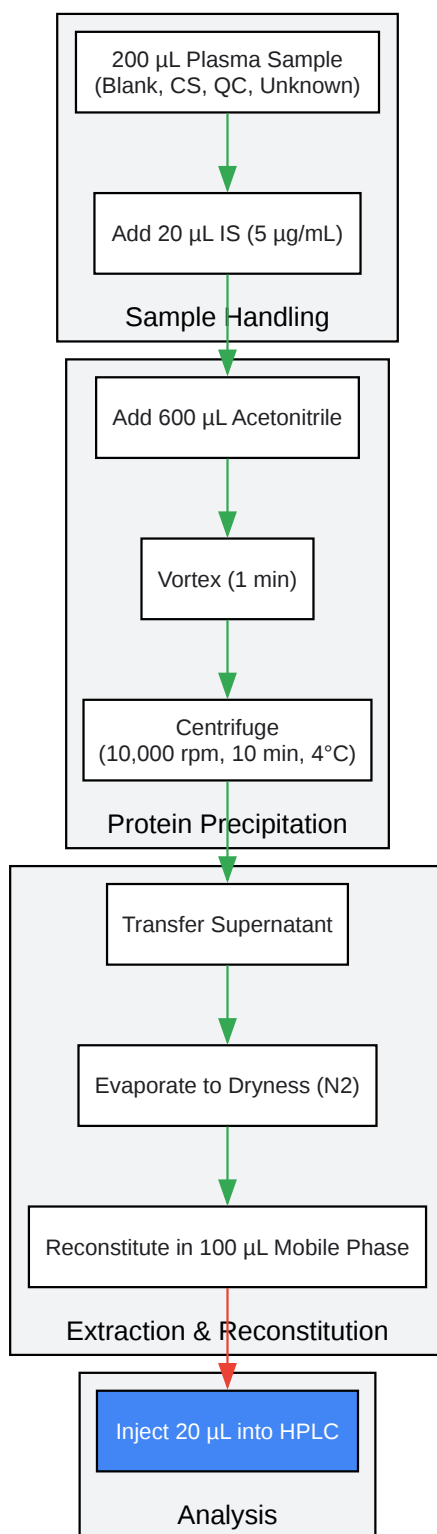 200 µL Plasma Sample
(Blank, CS, QC, Unknown)
Add 20 µL IS (5 µg/mL)
Sample Handling
Add 600 µL Acetonitrile
Vortex (1 min)
Centrifuge
(10,000 rpm, 10 min, 4°C)
Protein Precipitation
Transfer Supernatant
Evaporate to Dryness (N2)
Reconstitute in 100 µL Mobile Phase
Extraction & Reconstitution
Inject 20 µL into HPLC
Analysis